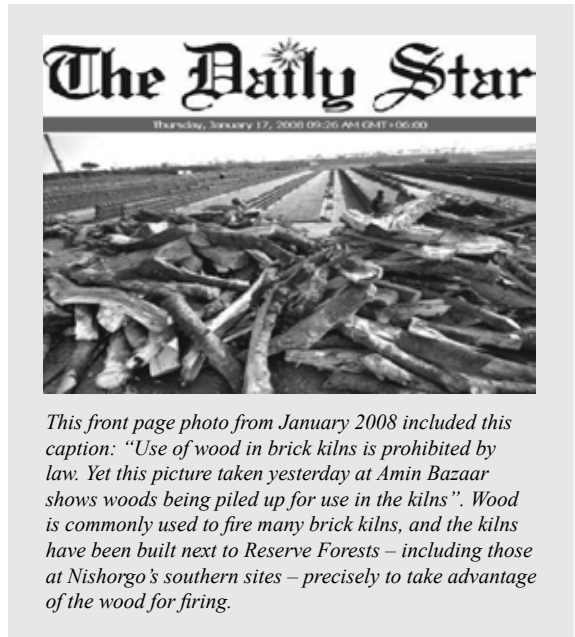 The Daily Star
Thursday, January 17, 2008 09:26 AM GMT+06:00
This front page photo from January 2008 included this
caption: “Use of wood in brick kilns is prohibited by
law. Yet this picture taken yesterday at Amin Bazaar
shows woods being piled up for use in the kilns”. Wood
is commonly used to fire many brick kilns, and the kilns
have been built next to Reserve Forests – including those
at Nishorgo’s southern sites – precisely to take advantage
of the wood for firing.